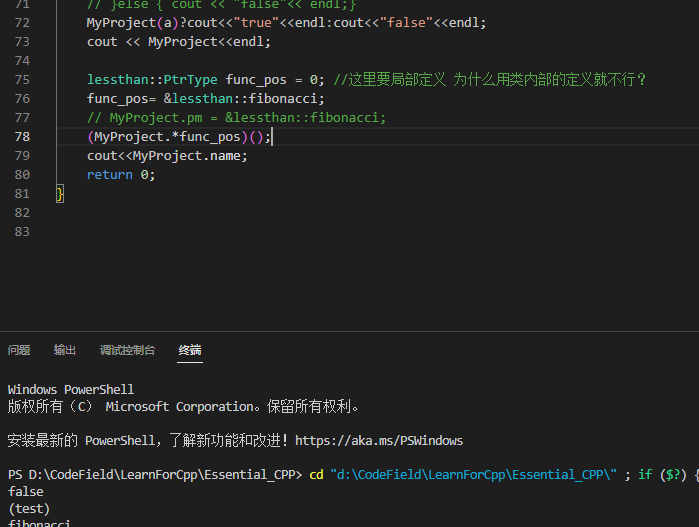 71 // }else { cout << "false"<< endl;}
72 MyProject(a)?cout<<"true"<<endl:cout<<"false"<<endl;
73 cout << MyProject<<endl;
74
75 lessthan::PtrType func_pos = 0; //这里要局部定义 为什么用类内部的定义就不行？
76 func_pos= &lessthan::fibonacci;
77 // MyProject.pm = &lessthan::fibonacci;
78 (MyProject.*func_pos)();
79 cout<<MyProject.name;
80 return 0;
81 }
82
83
问题 输出 调试控制台 终端
Windows PowerShell
版权所有（C） Microsoft Corporation。保留所有权利。
安装最新的 PowerShell，了解新功能和改进！https://aka.ms/PSWindows
PS D:\CodeField\LearnForCpp\Essential_CPP> cd "d:\CodeField\LearnForCpp\Essential_CPP\" ; if ($?) {
false
(test)
fibonacci